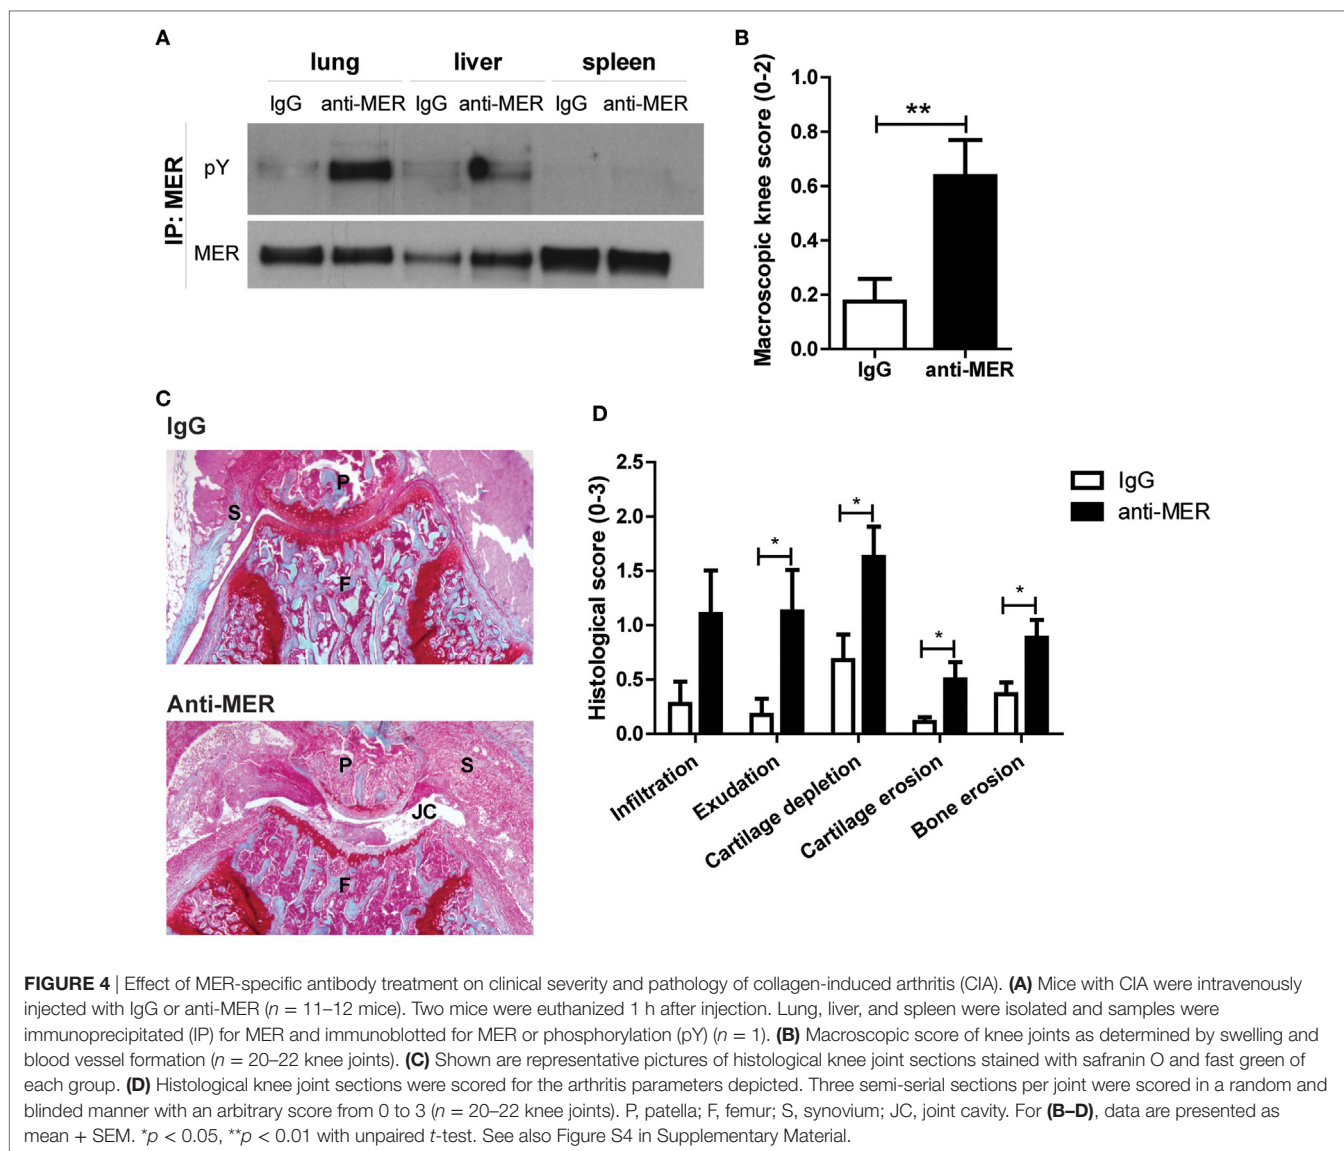 A
lung liver spleen
IgG anti-MER IgG anti-MER IgG anti-MER
IP: MER
pY
MER
B
Macroscopic knee score (0-2)
1.0
0.8
0.6
0.4
0.2
0.0
**
IgG anti-MER
C
IgG
P
S
F
Anti-MER
P
S
JC
F
D
Histological score (0-3)
2.5
2.0
1.5
1.0
0.5
0.0
*
*
*
*
Infiltration
Exudation
Cartilage depletion
Cartilage erosion
Bone erosion
IgG
anti-MER
FIGURE 4 | Effect of MER-specific antibody treatment on clinical severity and pathology of collagen-induced arthritis (CIA). (A) Mice with CIA were intravenously
injected with IgG or anti-MER (n = 11–12 mice). Two mice were euthanized 1 h after injection. Lung, liver, and spleen were isolated and samples were
immunoprecipitated (IP) for MER and immunoblotted for MER or phosphorylation (pY) (n = 1). (B) Macroscopic score of knee joints as determined by swelling and
blood vessel formation (n = 20–22 knee joints). (C) Shown are representative pictures of histological knee joint sections stained with safranin O and fast green of
each group. (D) Histological knee joint sections were scored for the arthritis parameters depicted. Three semi-serial sections per joint were scored in a random and
blinded manner with an arbitrary score from 0 to 3 (n = 20–22 knee joints). P, patella; F, femur; S, synovium; JC, joint cavity. For (B–D), data are presented as
mean + SEM. *p < 0.05, **p < 0.01 with unpaired t-test. See also Figure S4 in Supplementary Material.